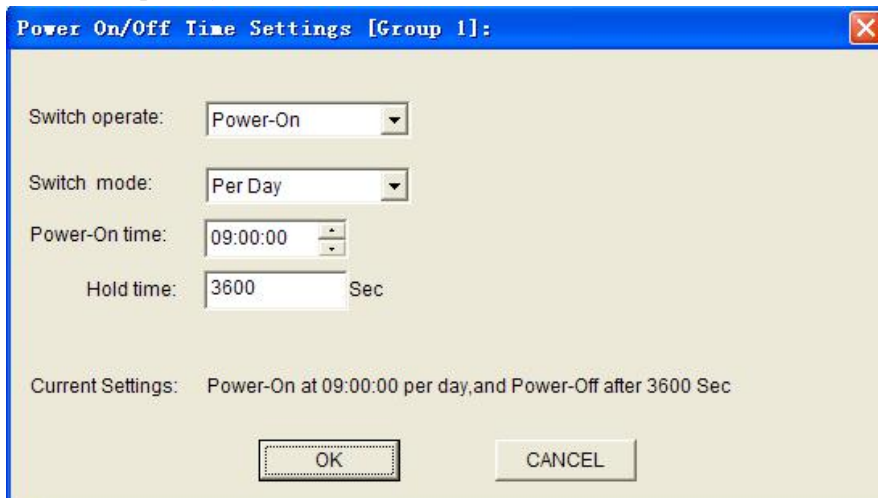 Power On/Off Time Settings [Group 1]:
Switch operate: Power-On
Switch mode: Per Day
Power-On time: 09:00:00
Hold time: 3600 Sec
Current Settings: Power-On at 09:00:00 per day,and Power-Off after 3600 Sec
OK CANCEL